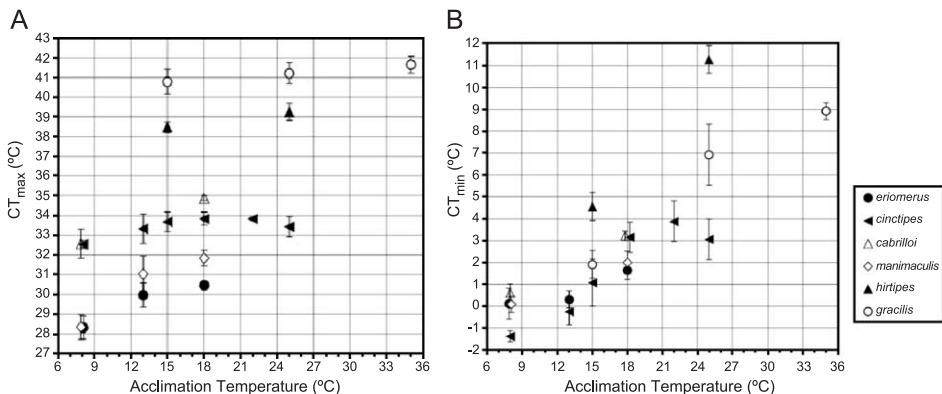 A
43
42
41
40
39
38
37
36
35
34
33
32
31
30
29
28
27
CTmax (ºC)
6 9 12 15 18 21 24 27 30 33 36
Acclimation Temperature (ºC)
B
12
11
10
9
8
7
6
5
4
3
2
1
0
-1
-2
CTmin (ºC)
6 9 12 15 18 21 24 27 30 33 36
Acclimation Temperature (ºC)
eriomerus
cinctipes
cabrilloi
manimaculis
hirtipes
gracilis